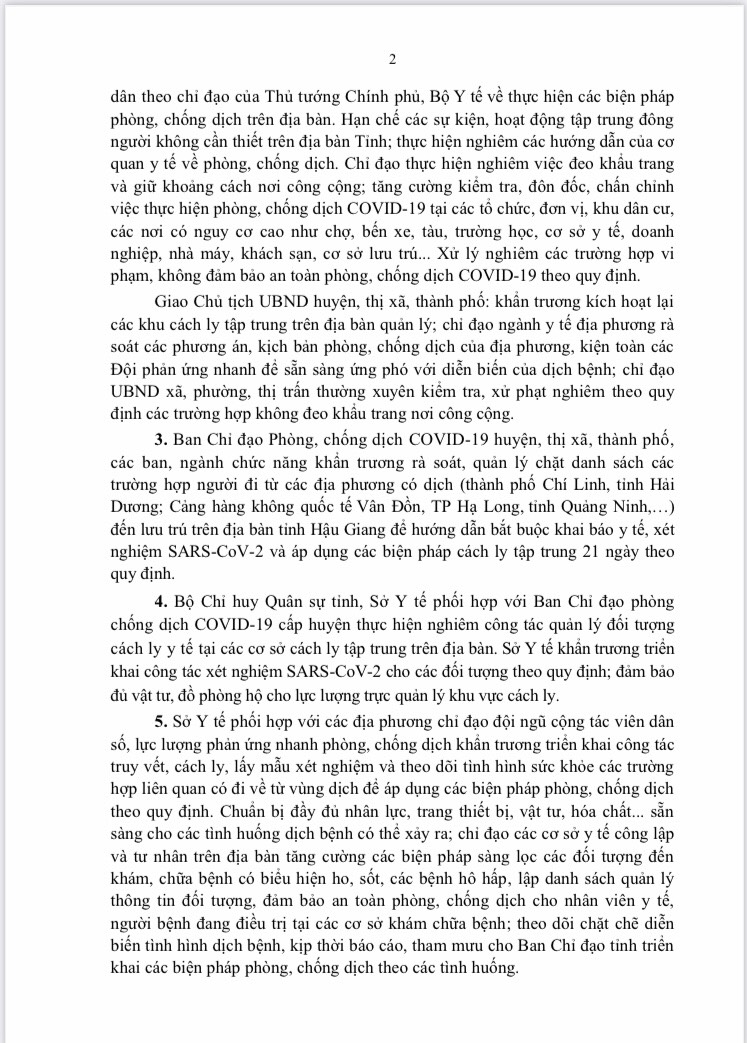 2
dân theo chỉ đạo của Thủ tướng Chính phủ, Bộ Y tế về thực hiện các biện pháp
phòng, chống dịch trên địa bàn. Hạn chế các sự kiện, hoạt động tập trung đông
người không cần thiết trên địa bàn Tỉnh; thực hiện nghiêm các hướng dẫn của cơ
quan y tế về phòng, chống dịch. Chỉ đạo thực hiện nghiêm việc đeo khẩu trang
và giữ khoảng cách nơi công cộng; tăng cường kiểm tra, đôn đốc, chấn chỉnh
việc thực hiện phòng, chống dịch COVID-19 tại các tổ chức, đơn vị, khu dân cư,
các nơi có nguy cơ cao như chợ, bến xe, tàu, trường học, cơ sở y tế, doanh
nghiệp, nhà máy, khách sạn, cơ sở lưu trú... Xử lý nghiêm các trường hợp vi
phạm, không đảm bảo an toàn phòng, chống dịch COVID-19 theo quy định.
Giao Chủ tịch UBND huyện, thị xã, thành phố: khẩn trương kích hoạt lại
các khu cách ly tập trung trên địa bàn quản lý; chỉ đạo ngành y tế địa phương rà
soát các phương án, kịch bản phòng, chống dịch của địa phương, kiện toàn các
Đội phản ứng nhanh để sẵn sàng ứng phó với diễn biến của dịch bệnh; chỉ đạo
UBND xã, phường, thị trấn thường xuyên kiểm tra, xử phạt nghiêm theo quy
định các trường hợp không đeo khẩu trang nơi công cộng.
3. Ban Chỉ đạo Phòng, chống dịch COVID-19 huyện, thị xã, thành phố,
các ban, ngành chức năng khẩn trương rà soát, quản lý chặt danh sách các
trường hợp người đi từ các địa phương có dịch (thành phố Chí Linh, tỉnh Hải
Dương; Cảng hàng không quốc tế Vân Đồn, TP Hạ Long, tỉnh Quảng Ninh,…)
đến lưu trú trên địa bàn tỉnh Hậu Giang để hướng dẫn bắt buộc khai báo y tế, xét
nghiệm SARS-CoV-2 và áp dụng các biện pháp cách ly tập trung 21 ngày theo
quy định.
4. Bộ Chỉ huy Quân sự tỉnh, Sở Y tế phối hợp với Ban Chỉ đạo phòng
chống dịch COVID-19 cấp huyện thực hiện nghiêm công tác quản lý đối tượng
cách ly y tế tại các cơ sở cách ly tập trung trên địa bàn. Sở Y tế khẩn trương triển
khai công tác xét nghiệm SARS-CoV-2 cho các đối tượng theo quy định; đảm bảo
đủ vật tư, đồ phòng hộ cho lực lượng trực quản lý khu vực cách ly.
5. Sở Y tế phối hợp với các địa phương chỉ đạo đội ngũ cộng tác viên dân
số, lực lượng phản ứng nhanh phòng, chống dịch khẩn trương triển khai công tác
truy vết, cách ly, lấy mẫu xét nghiệm và theo dõi tình hình sức khỏe các trường
hợp liên quan có đi về từ vùng dịch để áp dụng các biện pháp phòng, chống dịch
theo quy định. Chuẩn bị đầy đủ nhân lực, trang thiết bị, vật tư, hóa chất... sẵn
sàng cho các tình huống dịch bệnh có thể xảy ra; chỉ đạo các cơ sở y tế công lập
và tư nhân trên địa bàn tăng cường các biện pháp sàng lọc các đối tượng đến
khám, chữa bệnh có biểu hiện ho, sốt, các bệnh hô hấp, lập danh sách quản lý
thông tin đối tượng, đảm bảo an toàn phòng, chống dịch cho nhân viên y tế,
người bệnh đang điều trị tại các cơ sở khám chữa bệnh; theo dõi chặt chẽ diễn
biến tình hình dịch bệnh, kịp thời báo cáo, tham mưu cho Ban Chỉ đạo tỉnh triển
khai các biện pháp phòng, chống dịch theo các tình huống.